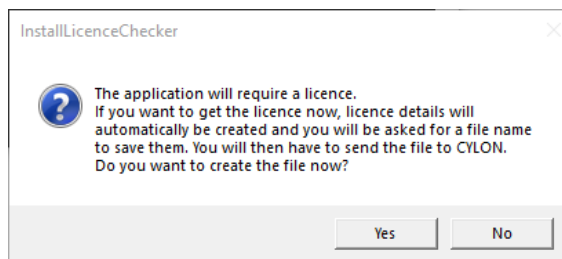 InstallLicenceChecker
The application will require a licence.
If you want to get the licence now, licence details will
automatically be created and you will be asked for a file name
to save them. You will then have to send the file to CYLON.
Do you want to create the file now?
Yes
No